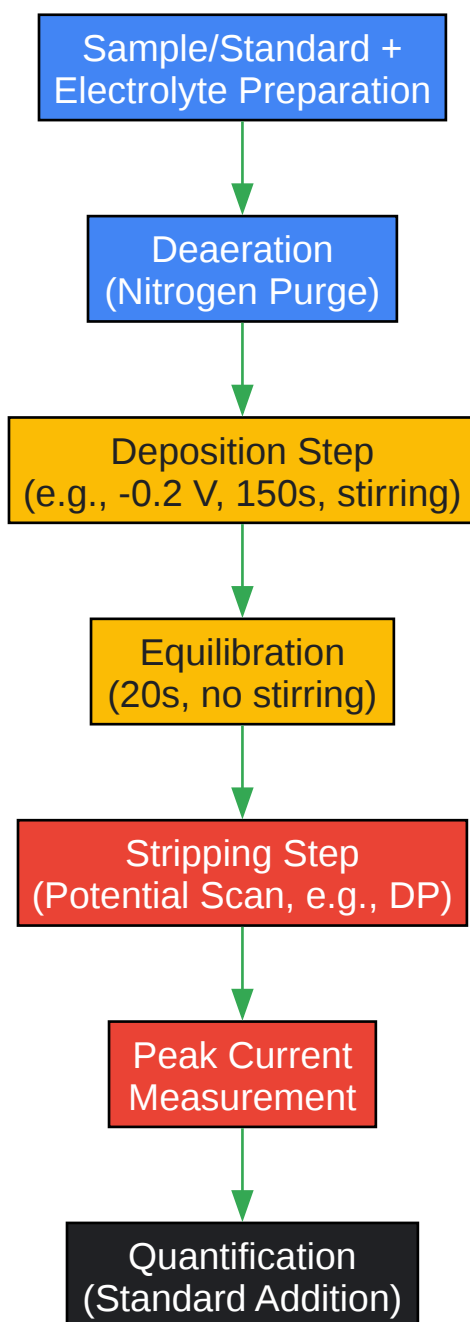 Sample/Standard +
Electrolyte Preparation
Deaeration
(Nitrogen Purge)
Deposition Step
(e.g., -0.2 V, 150s, stirring)
Equilibration
(20s, no stirring)
Stripping Step
(Potential Scan, e.g., DP)
Peak Current
Measurement
Quantification
(Standard Addition)